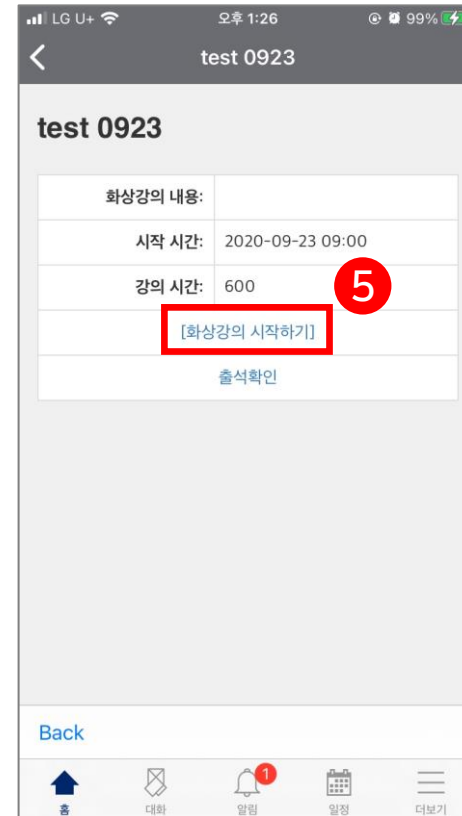 LG U+ 오후 1:26 99%
test 0923
test 0923
화상강의 내용:
시작 시간: 2020-09-23 09:00
강의 시간: 600
5
[화상강의 시작하기]
출석확인
Back
1
홈 대화 알림 일정 더보기